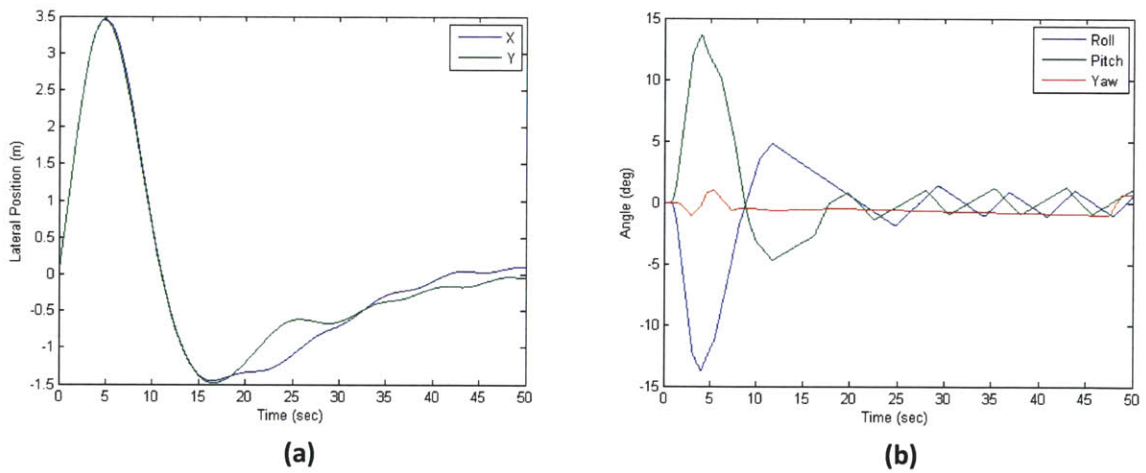 3.5
3
2.5
2
1.5
1
0.5
0
-0.5
-1
-1.5
Lateral Position (m)
0 5 10 15 20 25 30 35 40 45 50
Time (sec)
X
Y
(a)
15
10
5
0
-5
-10
-15
Angle (deg)
0 5 10 15 20 25 30 35 40 45 50
Time (sec)
Roll
Pitch
Yaw
(b)